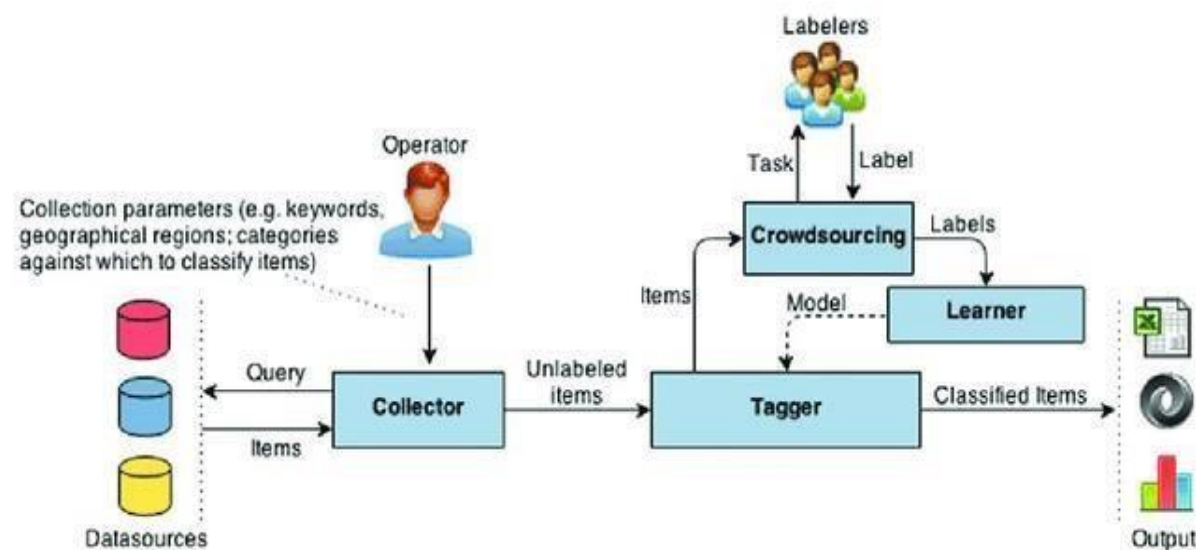 Labelers
Operator
Task
Label
Collection parameters (e.g. keywords,
geographical regions; categories
against which to classify items)
Crowdsourcing
Labels
Items
Model
Learner
Query
Collector
Unlabeled
items
Tagger
Classified Items
Items
Datasources
Output